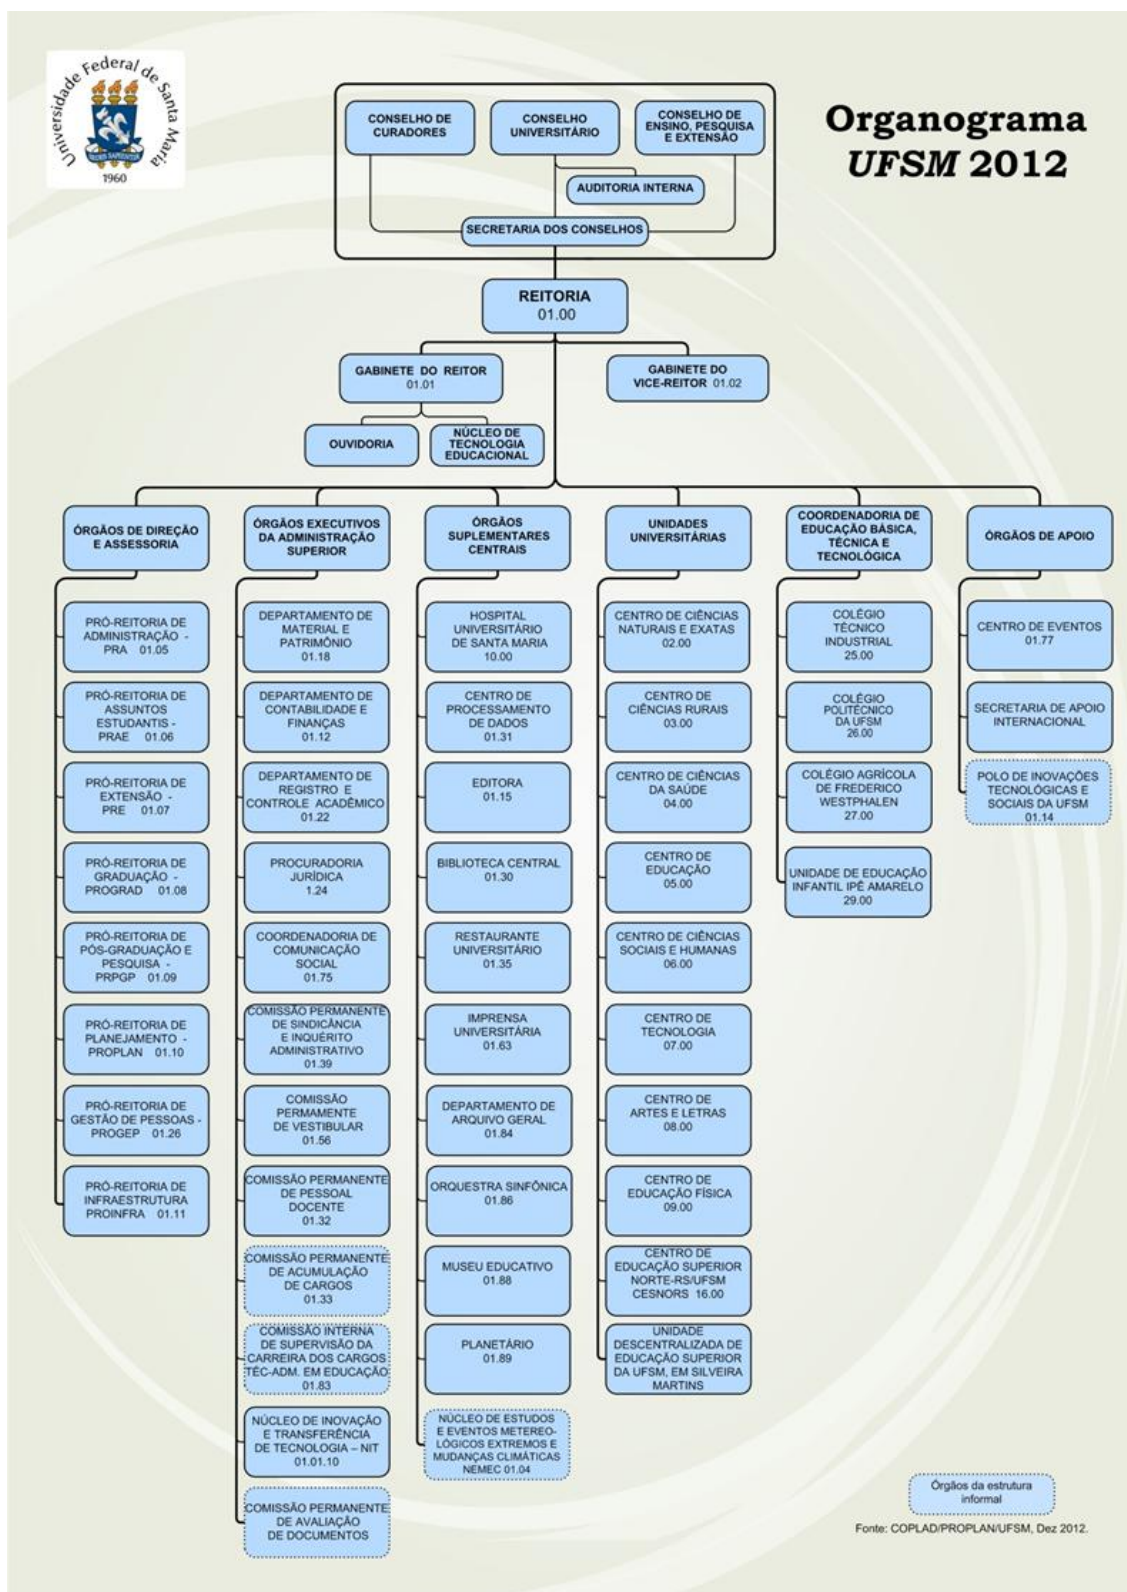 Universidade Federal de Santa Maria
SEDES SAPIENTIAE
1960
Organograma
UFSM 2012
CONSELHO DE
CURADORES
CONSELHO
UNIVERSITÁRIO
CONSELHO DE
ENSINO, PESQUISA
E EXTENSÃO
AUDITORIA INTERNA
SECRETARIA DOS CONSELHOS
REITORIA
01.00
GABINETE DO REITOR
01.01
GABINETE DO
VICE-REITOR 01.02
OUVIDORIA
NÚCLEO DE
TECNOLOGIA
EDUCACIONAL
ÓRGÃOS DE DIREÇÃO
E ASSESSORIA
PRÓ-REITORIA DE
ADMINISTRAÇÃO -
PRA 01.05
PRÓ-REITORIA DE
ASSUNTOS
ESTUDANTIS -
PRAE 01.06
PRÓ-REITORIA DE
EXTENSÃO -
PRE 01.07
PRÓ-REITORIA DE
GRADUAÇÃO -
PROGRAD 01.08
PRÓ-REITORIA DE
PÓS-GRADUAÇÃO E
PESQUISA -
PRPGP 01.09
PRÓ-REITORIA DE
PLANEJAMENTO -
PROPLAN 01.10
PRÓ-REITORIA DE
GESTÃO DE PESSOAS -
PROGEP 01.26
PRÓ-REITORIA DE
INFRAESTRUTURA
PROINFRA 01.11
ÓRGÃOS EXECUTIVOS
DA ADMINISTRAÇÃO
SUPERIOR
DEPARTAMENTO DE
MATERIAL E
PATRIMÔNIO
01.18
DEPARTAMENTO DE
CONTABILIDADE E
FINANÇAS
01.12
DEPARTAMENTO DE
REGISTRO E
CONTROLE ACADÊMICO
01.22
PROCURADORIA
JURÍDICA
1.24
COORDENADORIA DE
COMUNICAÇÃO
SOCIAL
01.75
COMISSÃO PERMANENTE
DE SINDICÂNCIA
E INQUÉRITO
ADMINISTRATIVO
01.39
COMISSÃO
PERMAMENTE
DE VESTIBULAR
01.56
COMISSÃO PERMANENTE
DE PESSOAL
DOCENTE
01.32
COMISSÃO PERMANENTE
DE ACUMULAÇÃO
DE CARGOS
01.33
COMISSÃO INTERNA
DE SUPERVISÃO DA
CARREIRA DOS CARGOS
TÉC-ADM. EM EDUCAÇÃO
01.83
NÚCLEO DE INOVAÇÃO
E TRANSFERÊNCIA
DE TECNOLOGIA – NIT
01.01.10
COMISSÃO PERMANENTE
DE AVALIAÇÃO
DE DOCUMENTOS
ÓRGÃOS
SUPLEMENTARES
CENTRAIS
HOSPITAL
UNIVERSITÁRIO
DE SANTA MARIA
10.00
CENTRO DE
PROCESSAMENTO
DE DADOS
01.31
EDITORA
01.15
BIBLIOTECA CENTRAL
01.30
RESTAURANTE
UNIVERSITÁRIO
01.35
IMPRENSA
UNIVERSITÁRIA
01.63
DEPARTAMENTO DE
ARQUIVO GERAL
01.84
ORQUESTRA SINFÔNICA
01.86
MUSEU EDUCATIVO
01.88
PLANETÁRIO
01.89
NÚCLEO DE ESTUDOS
E EVENTOS METEREO-
LÓGICOS EXTREMOS E
MUDANÇAS CLIMÁTICAS
NEMEC 01.04
UNIDADES
UNIVERSITÁRIAS
CENTRO DE CIÊNCIAS
NATURAIS E EXATAS
02.00
CENTRO DE
CIÊNCIAS RURAIS
03.00
CENTRO DE CIÊNCIAS
DA SAÚDE
04.00
CENTRO DE
EDUCAÇÃO
05.00
CENTRO DE CIÊNCIAS
SOCIAIS E HUMANAS
06.00
CENTRO DE
TECNOLOGIA
07.00
CENTRO DE
ARTES E LETRAS
08.00
CENTRO DE
EDUCAÇÃO FÍSICA
09.00
CENTRO DE
EDUCAÇÃO SUPERIOR
NORTE-RS/UFSM
CESNORS 16.00
UNIDADE
DESCENTRALIZADA DE
EDUCAÇÃO SUPERIOR
DA UFSM, EM SILVEIRA
MARTINS
COORDENADORIA DE
EDUCAÇÃO BÁSICA,
TÉCNICA E
TECNOLÓGICA
COLÉGIO
TÉCNICO
INDUSTRIAL
25.00
COLÉGIO
POLITÉCNICO
DA UFSM
26.00
COLÉGIO AGRÍCOLA
DE FREDERICO
WESTPHALEN
27.00
UNIDADE DE EDUCAÇÃO
INFANTIL IPÊ AMARELO
29.00
ÓRGÃOS DE APOIO
CENTRO DE EVENTOS
01.77
SECRETARIA DE APOIO
INTERNACIONAL
POLO DE INOVAÇÕES
TECNOLÓGICAS E
SOCIAIS DA UFSM
01.14
Órgãos da estrutura
informal
Fonte: COPLAD/PROPLAN/UFSM, Dez 2012.